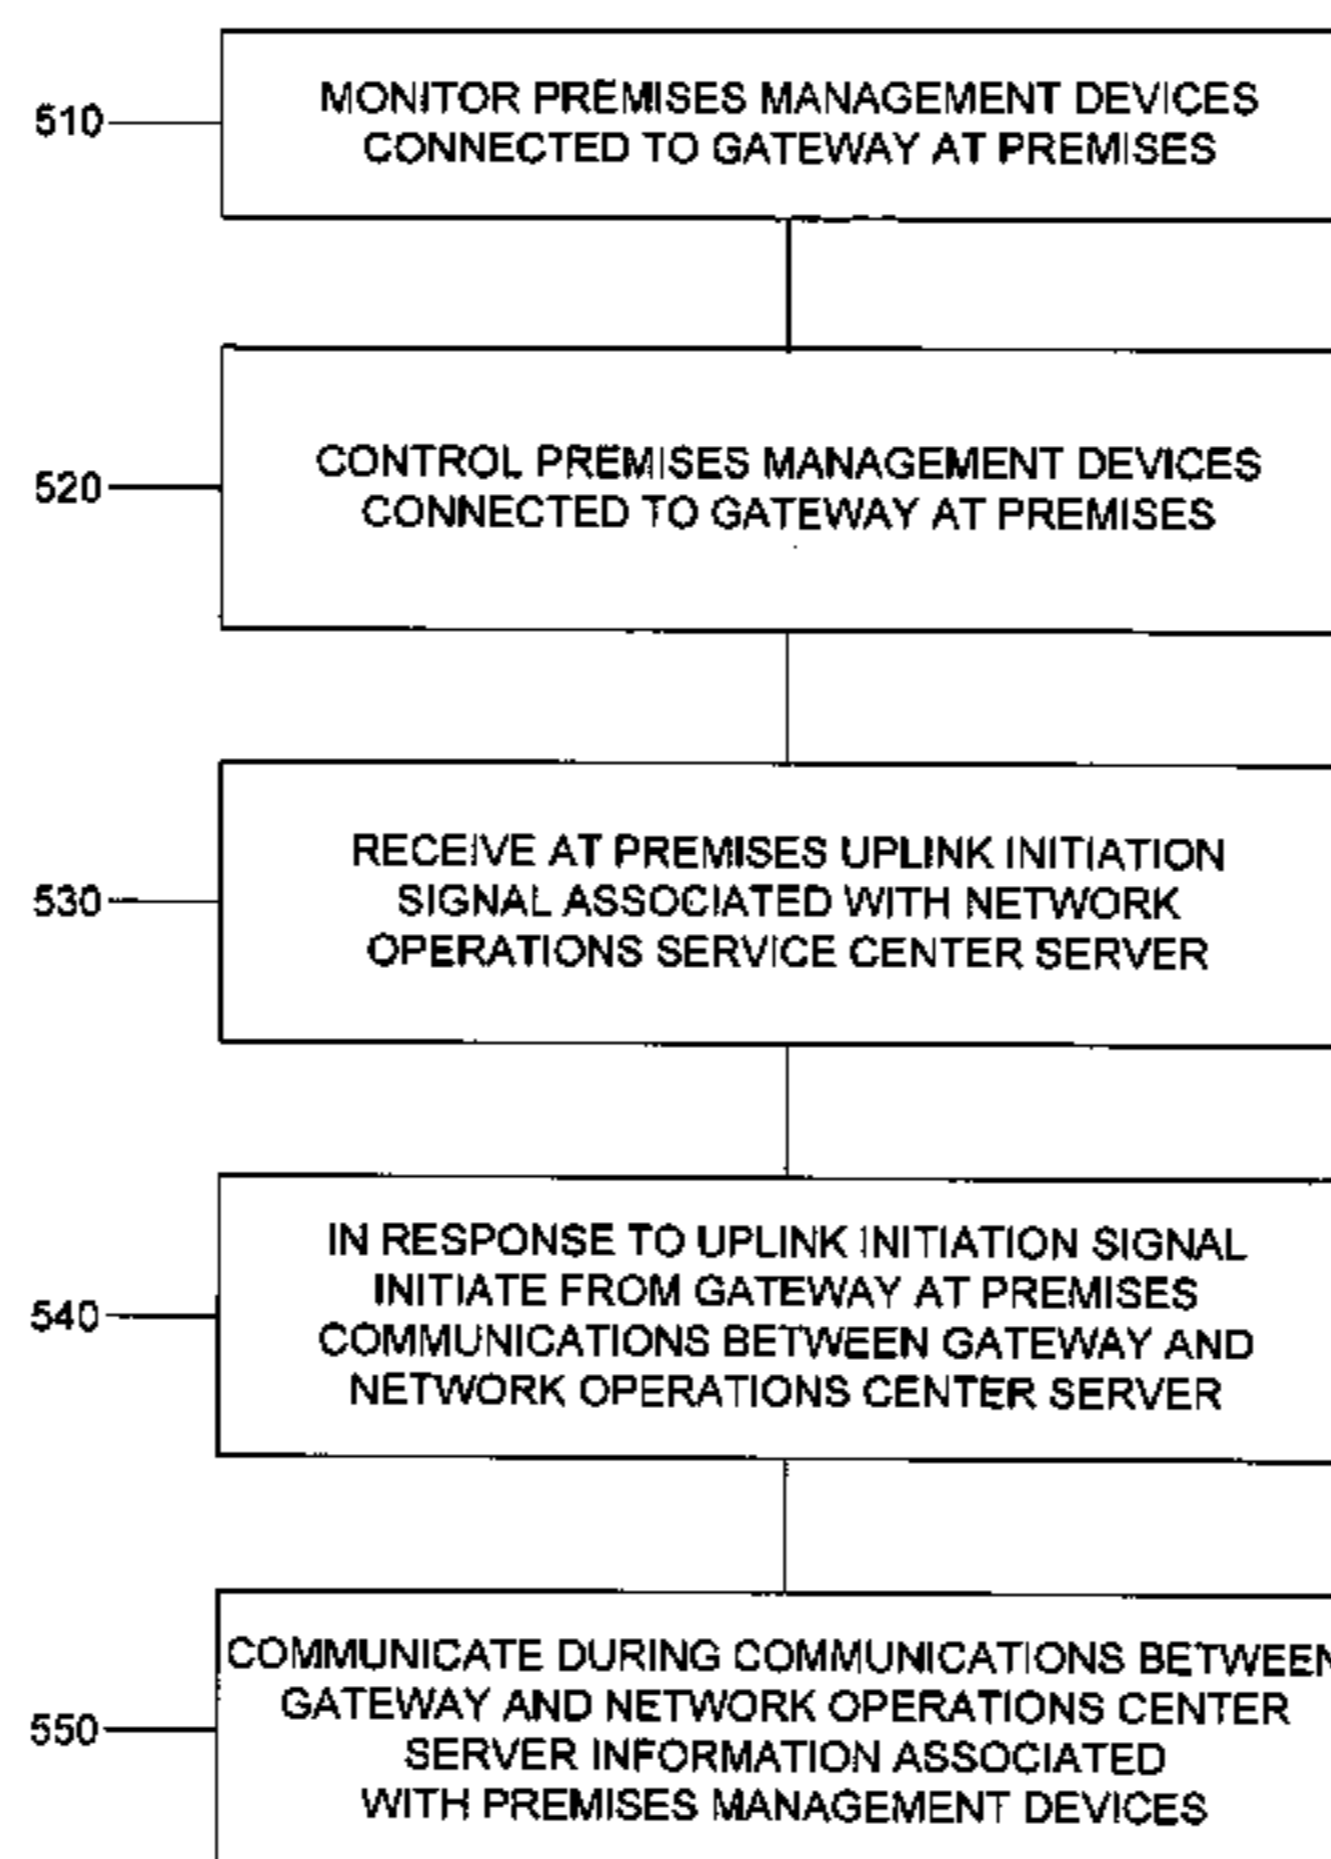 510
MONITOR PREMISES MANAGEMENT DEVICES
CONNECTED TO GATEWAY AT PREMISES
520
CONTROL PREMISES MANAGEMENT DEVICES
CONNECTED TO GATEWAY AT PREMISES
530
RECEIVE AT PREMISES UPLINK INITIATION
SIGNAL ASSOCIATED WITH NETWORK
OPERATIONS SERVICE CENTER SERVER
540
IN RESPONSE TO UPLINK INITIATION SIGNAL
INITIATE FROM GATEWAY AT PREMISES
COMMUNICATIONS BETWEEN GATEWAY AND
NETWORK OPERATIONS CENTER SERVER
550
COMMUNICATE DURING COMMUNICATIONS BETWEEN
GATEWAY AND NETWORK OPERATIONS CENTER
SERVER INFORMATION ASSOCIATED
WITH PREMISES MANAGEMENT DEVICES